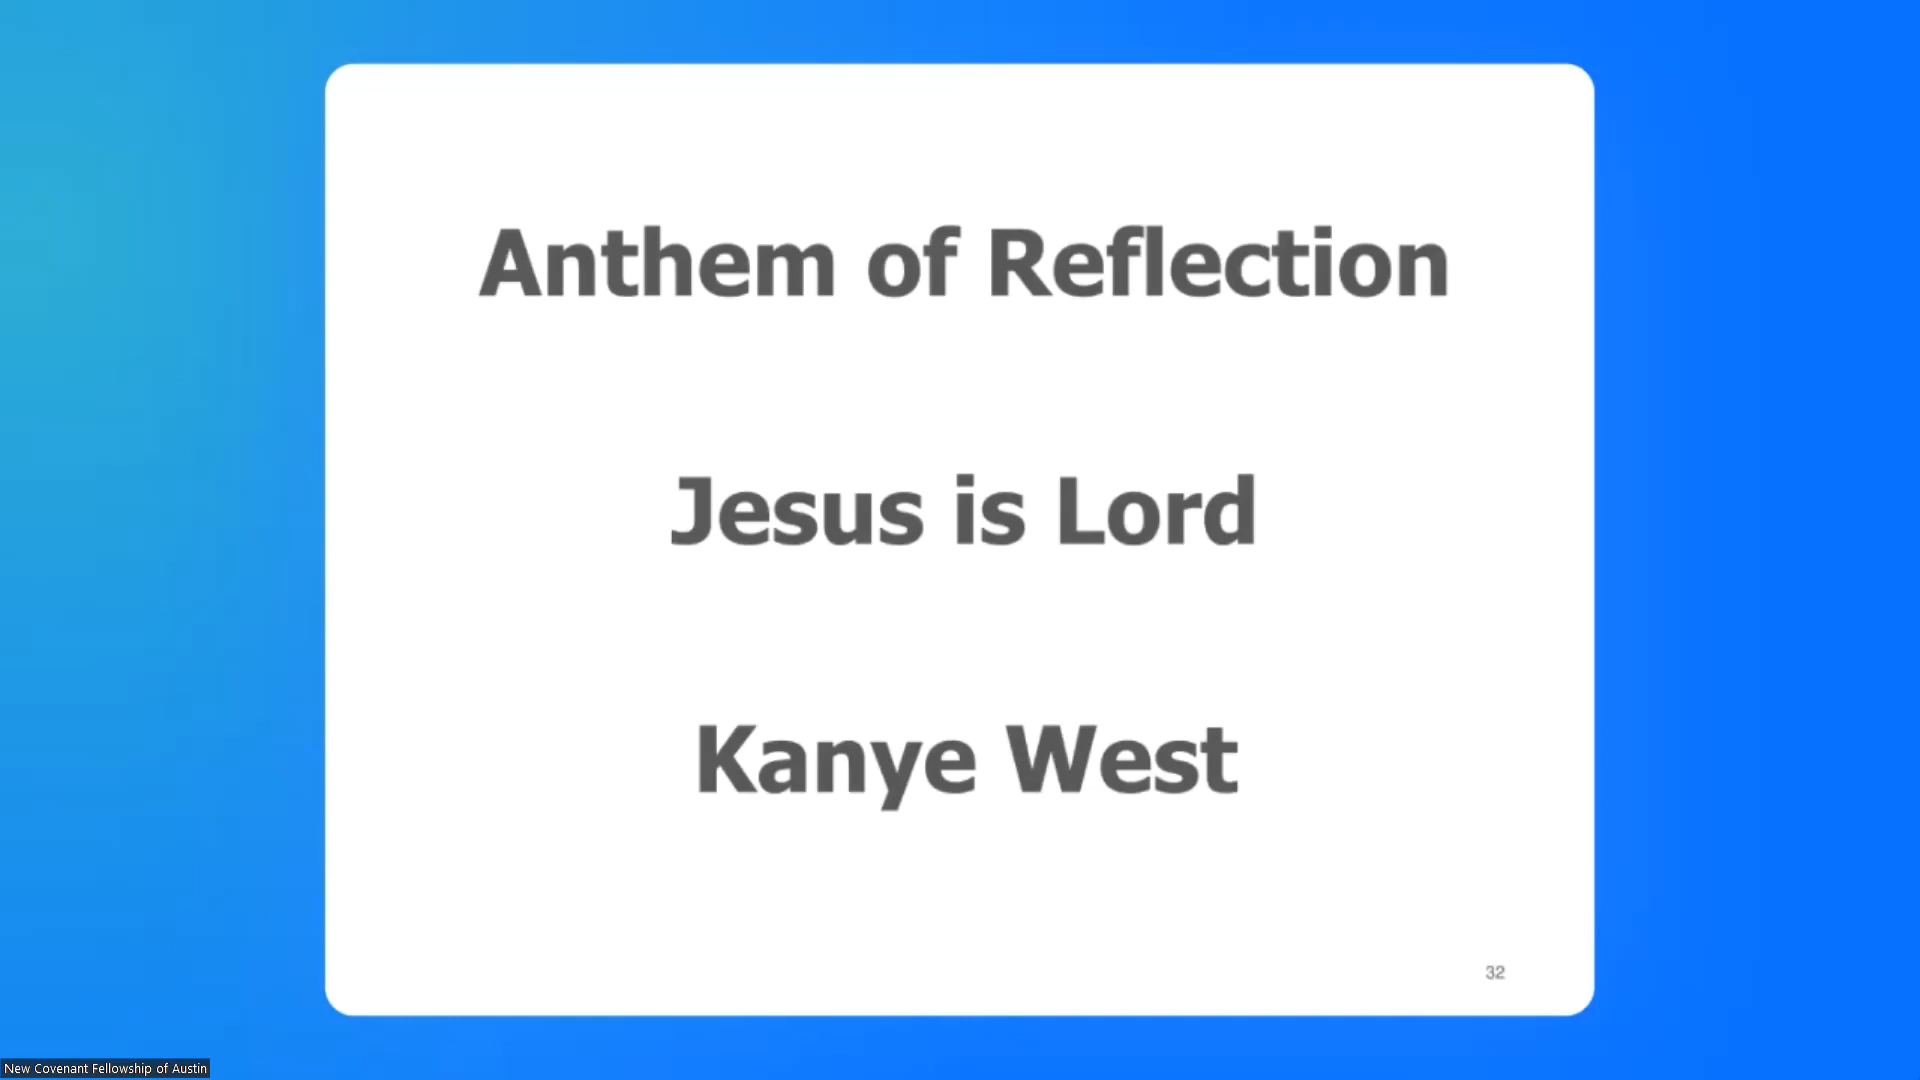 Anthem of Reflection
Jesus is Lord
Kanye West
32
New Covenant Fellowship of Austin